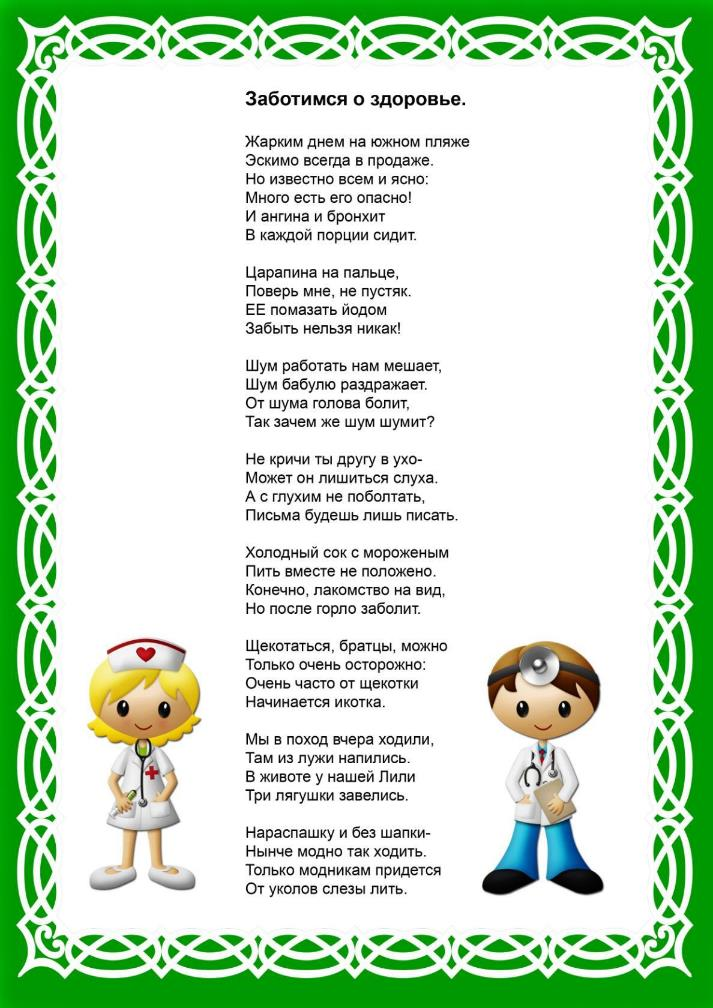 Заботимся о здоровье.
Жарким днем на южном пляже
Эскимо всегда в продаже.
Но известно всем и ясно:
Много есть его опасно!
И ангина и бронхит
В каждой порции сидит.
Царапина на пальце,
Поверь мне, не пустяк.
ЕЕ помазать йодом
Забыть нельзя никак!
Шум работать нам мешает,
Шум бабулю раздражает.
От шума голова болит,
Так зачем же шум шумит?
Не кричи ты другу в ухо-
Может он лишиться слуха.
А с глухим не поболтать,
Письма будешь лишь писать.
Холодный сок с мороженым
Пить вместе не положено.
Конечно, лакомство на вид,
Но после горло заболит.
Щекотаться, братцы, можно
Только очень осторожно:
Очень часто от щекотки
Начинается икотка.
Мы в поход вчера ходили,
Там из лужи напились.
В животе у нашей Лили
Три лягушки завелись.
Нараспашку и без шапки-
Нынче модно так ходить.
Только модникам придется
От уколов слезы лить.